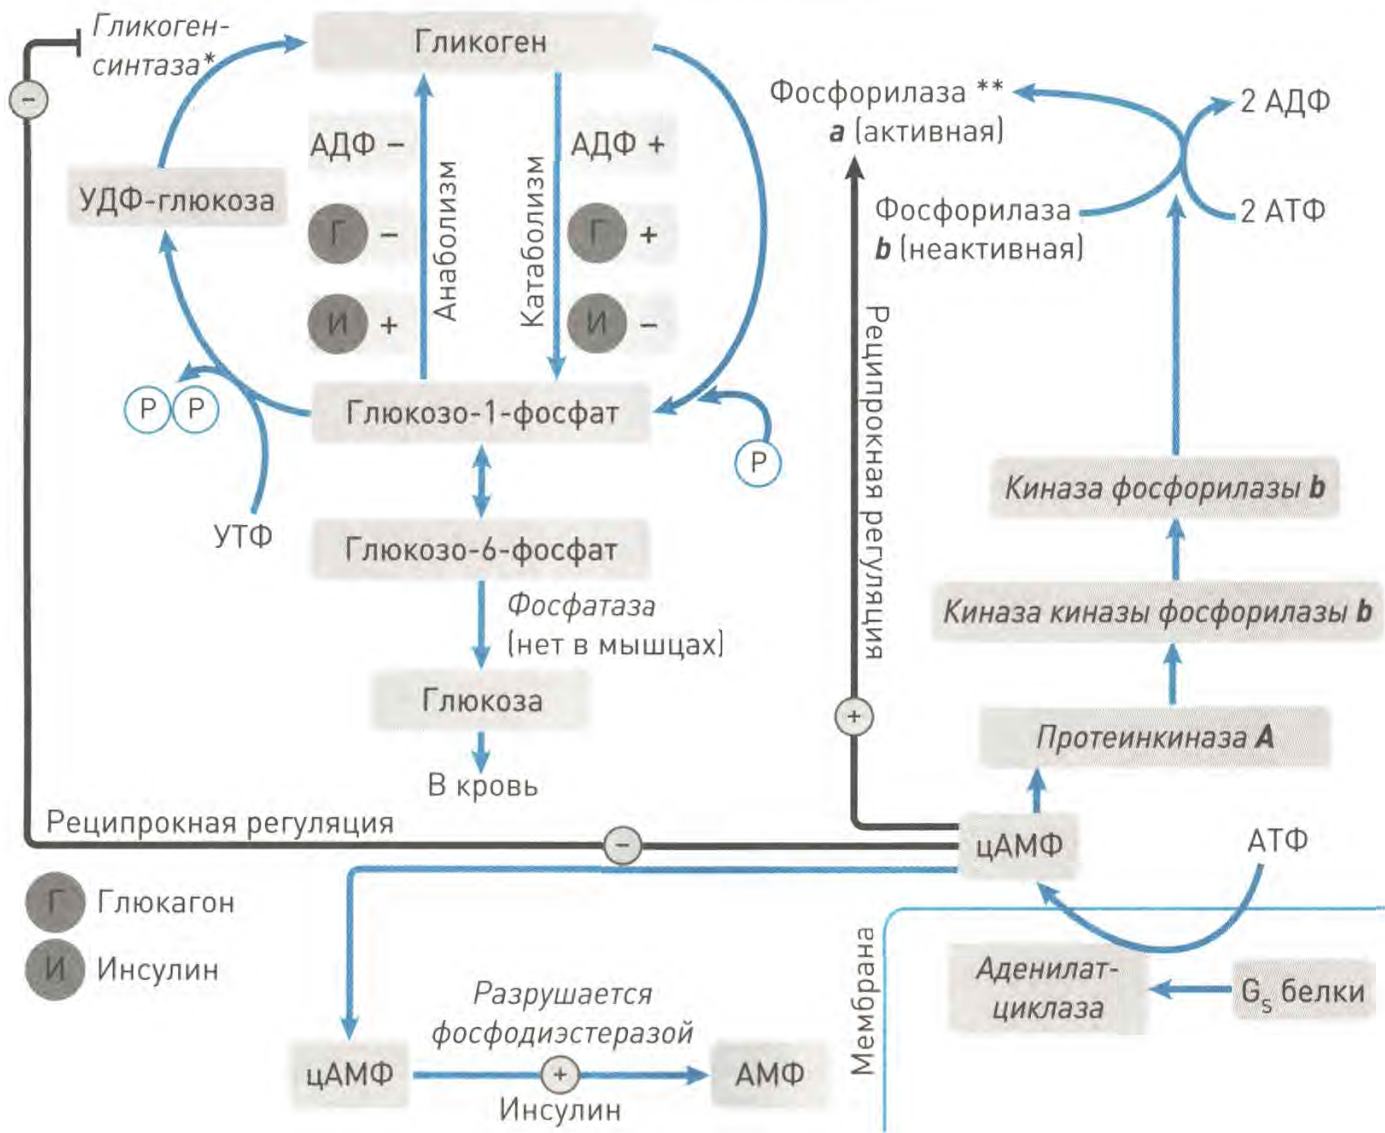 Гликоген-
синтаза*
Гликоген
УДФ-глюкоза
АДФ −
Г −
И +
Анаболизм
Катаболизм
АДФ +
Г +
И −
−
Р Р
УТФ
Глюкозо-1-фосфат
Р
Глюкозо-6-фосфат
Фосфатаза
(нет в мышцах)
Глюкоза
В кровь
Фосфорилаза **
a (активная)
Фосфорилаза
b (неактивная)
2 АДФ
2 АТФ
Реципрокная регуляция
+
Киназа фосфорилазы b
Киназа киназы фосфорилазы b
Протеинкиназа А
цАМФ
АТФ
Реципрокная регуляция
−
Г Глюкагон
И Инсулин
Мембрана
Аденилат-
циклаза
Gs белки
Разрушается
фосфодиэстеразой
цАМФ
+
АМФ
Инсулин